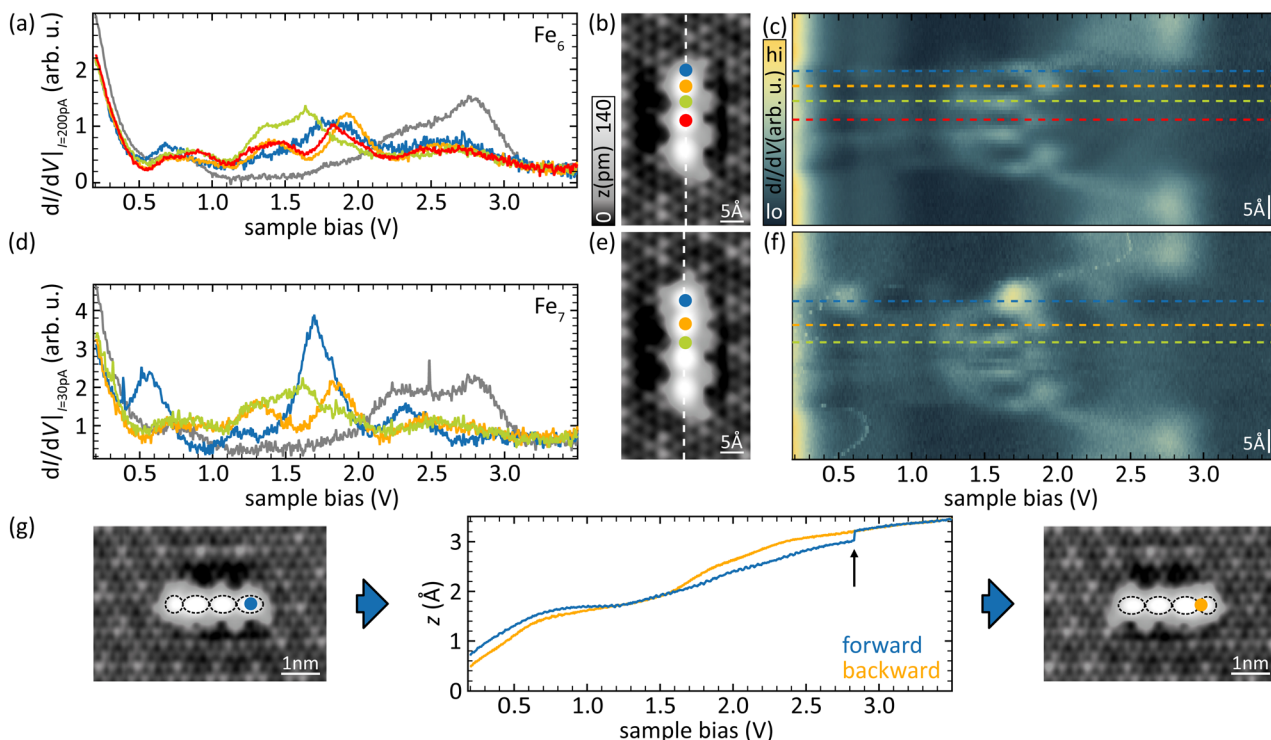 (a)
dI/dV|I=200pA (arb. u.)
2
1
0
Fe6
0.5 1.0 1.5 2.0 2.5 3.0
sample bias (V)
(b)
0 z(pm) 140
5Å
(c)
lo dI/dV(arb. u.) hi
5Å
(d)
dI/dV|I=30pA (arb. u.)
4
3
2
1
Fe7
0.5 1.0 1.5 2.0 2.5 3.0
sample bias (V)
(e)
5Å
(f)
5Å
0.5 1.0 1.5 2.0 2.5 3.0
sample bias (V)
(g)
1nm
z (Å)
3
2
1
0
forward
backward
0.5 1.0 1.5 2.0 2.5 3.0
sample bias (V)
1nm